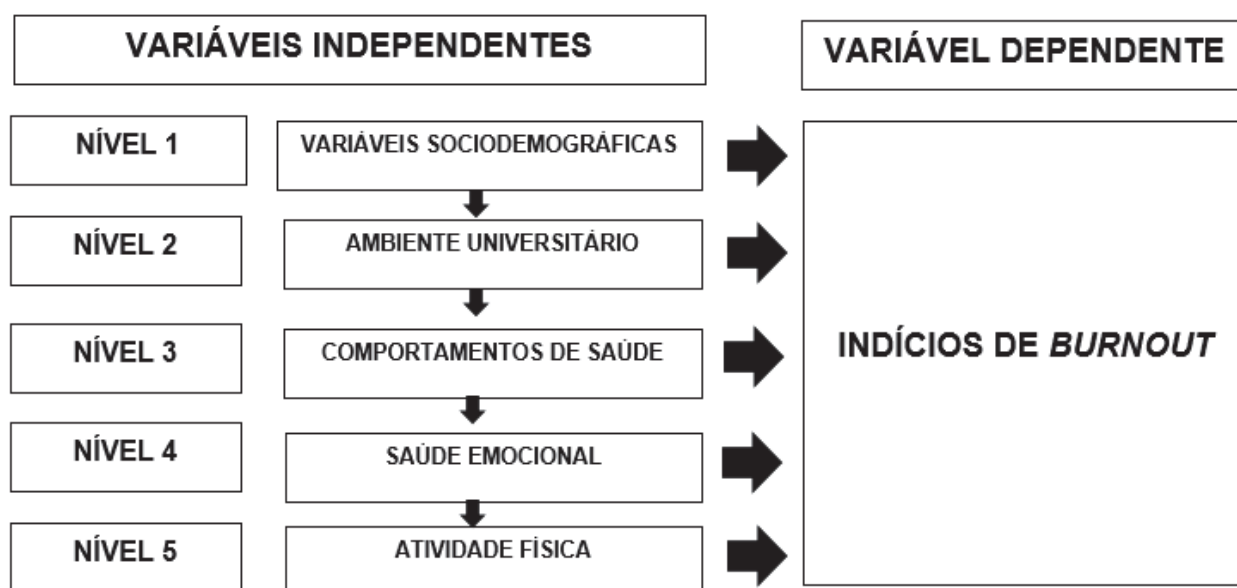 VARIÁVEIS INDEPENDENTES
VARIÁVEL DEPENDENTE
NÍVEL 1
VARIÁVEIS SOCIODEMOGRÁFICAS
NÍVEL 2
AMBIENTE UNIVERSITÁRIO
NÍVEL 3
COMPORTAMENTOS DE SAÚDE
INDÍCIOS DE BURNOUT
NÍVEL 4
SAÚDE EMOCIONAL
NÍVEL 5
ATIVIDADE FÍSICA